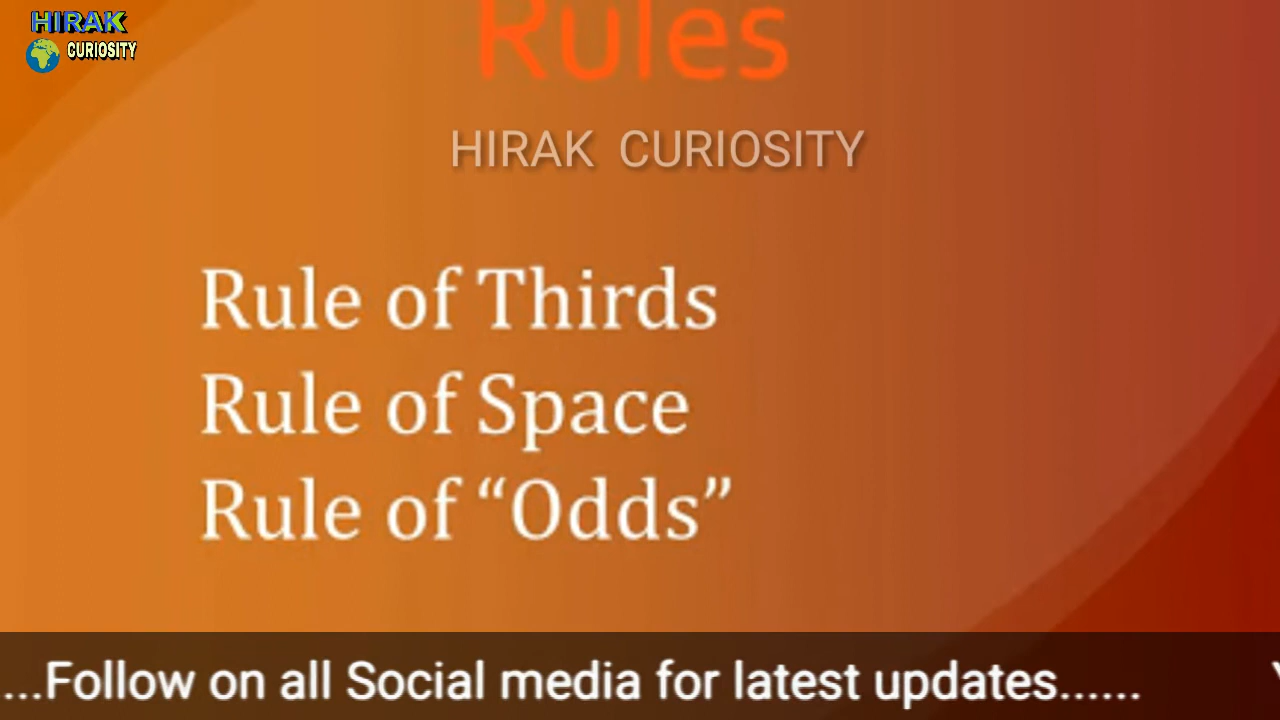 HIRAK
CURIOSITY
Rules
HIRAK CURIOSITY
Rule of Thirds
Rule of Space
Rule of “Odds”
...Follow on all Social media for latest updates......